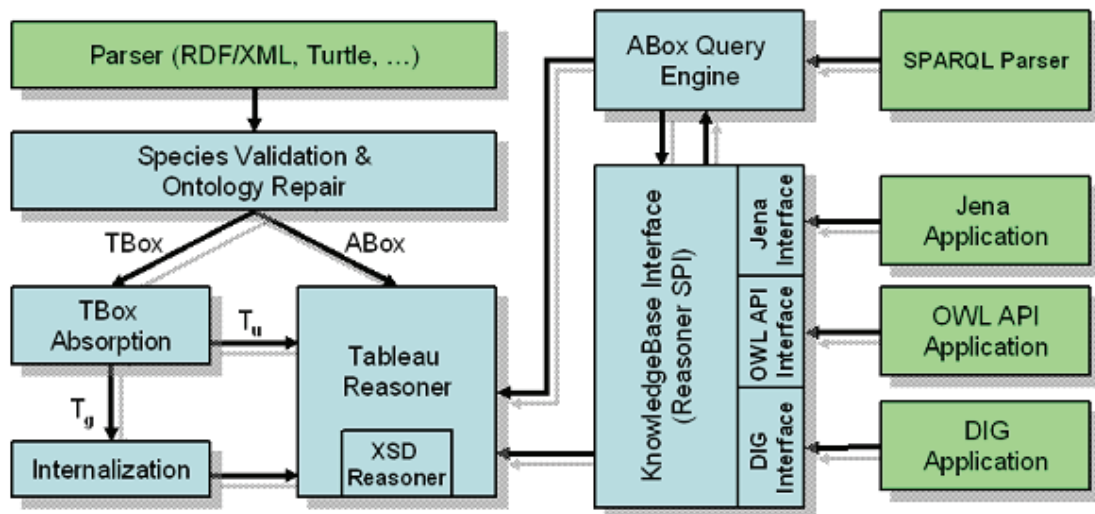 Parser (RDF/XML, Turtle, …)
Species Validation &
Ontology Repair
TBox
ABox
TBox
Absorption
Tu
Tg
Internalization
Tableau
Reasoner
XSD
Reasoner
ABox Query
Engine
SPARQL Parser
KnowledgeBase Interface
(Reasoner SPI)
Jena
Interface
OWL API
Interface
DIG
Interface
Jena
Application
OWL API
Application
DIG
Application